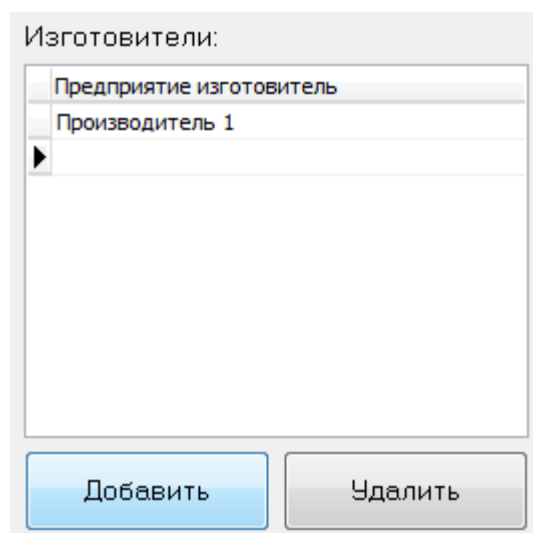 Изготовители:
Предприятие изготовитель
Производитель 1
Добавить Удалить